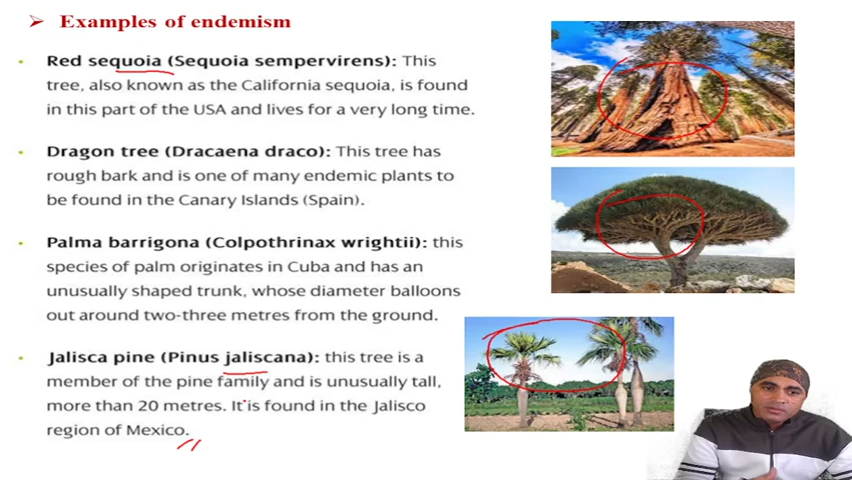 Examples of endemism
Red sequoia (Sequoia sempervirens): This
tree, also known as the California sequoia, is found
in this part of the USA and lives for a very long time.
Dragon tree (Dracaena draco): This tree has
rough bark and is one of many endemic plants to
be found in the Canary Islands (Spain).
Palma barrigona (Colpothrinax wrightii): this
species of palm originates in Cuba and has an
unusually shaped trunk, whose diameter balloons
out around two-three metres from the ground.
Jalisca pine (Pinus jaliscana): this tree is a
member of the pine family and is unusually tall,
more than 20 metres. It is found in the Jalisco
region of Mexico.